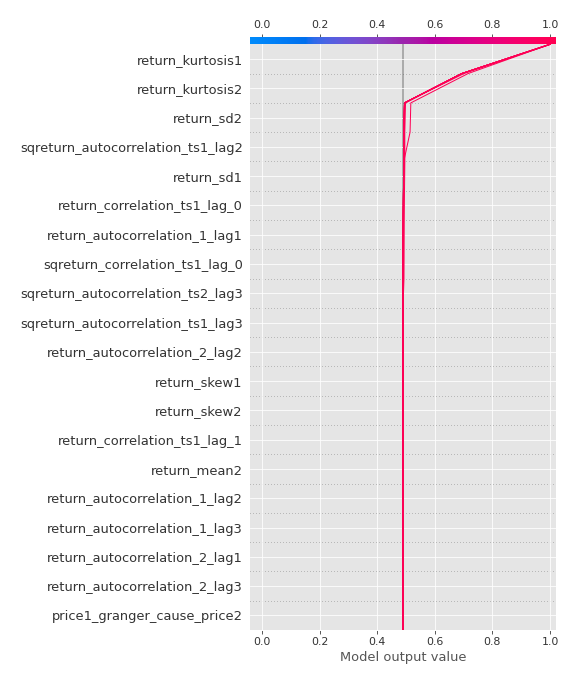 0.0 0.2 0.4 0.6 0.8 1.0
return_kurtosis1
return_kurtosis2
return_sd2
sqreturn_autocorrelation_ts1_lag2
return_sd1
return_correlation_ts1_lag_0
return_autocorrelation_1_lag1
sqreturn_correlation_ts1_lag_0
sqreturn_autocorrelation_ts2_lag3
sqreturn_autocorrelation_ts1_lag3
return_autocorrelation_2_lag2
return_skew1
return_skew2
return_correlation_ts1_lag_1
return_mean2
return_autocorrelation_1_lag2
return_autocorrelation_1_lag3
return_autocorrelation_2_lag1
return_autocorrelation_2_lag3
price1_granger_cause_price2
0.0 0.2 0.4 0.6 0.8 1.0
Model output value